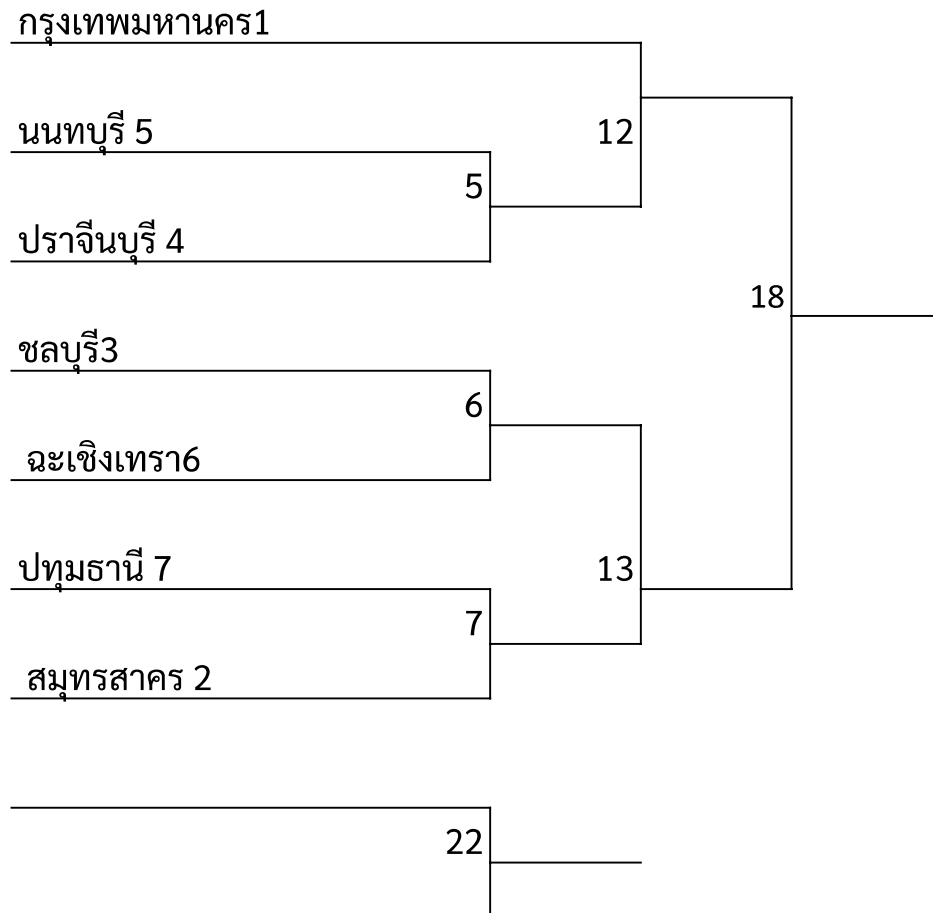 กรุงเทพมหานคร1
12
นนทบุรี 5
5
ปราจีนบุรี 4
18
ชลบุรี3
6
ฉะเชิงเทรา6
ปทุมธานี 7
13
7
สมุทรสาคร 2
22